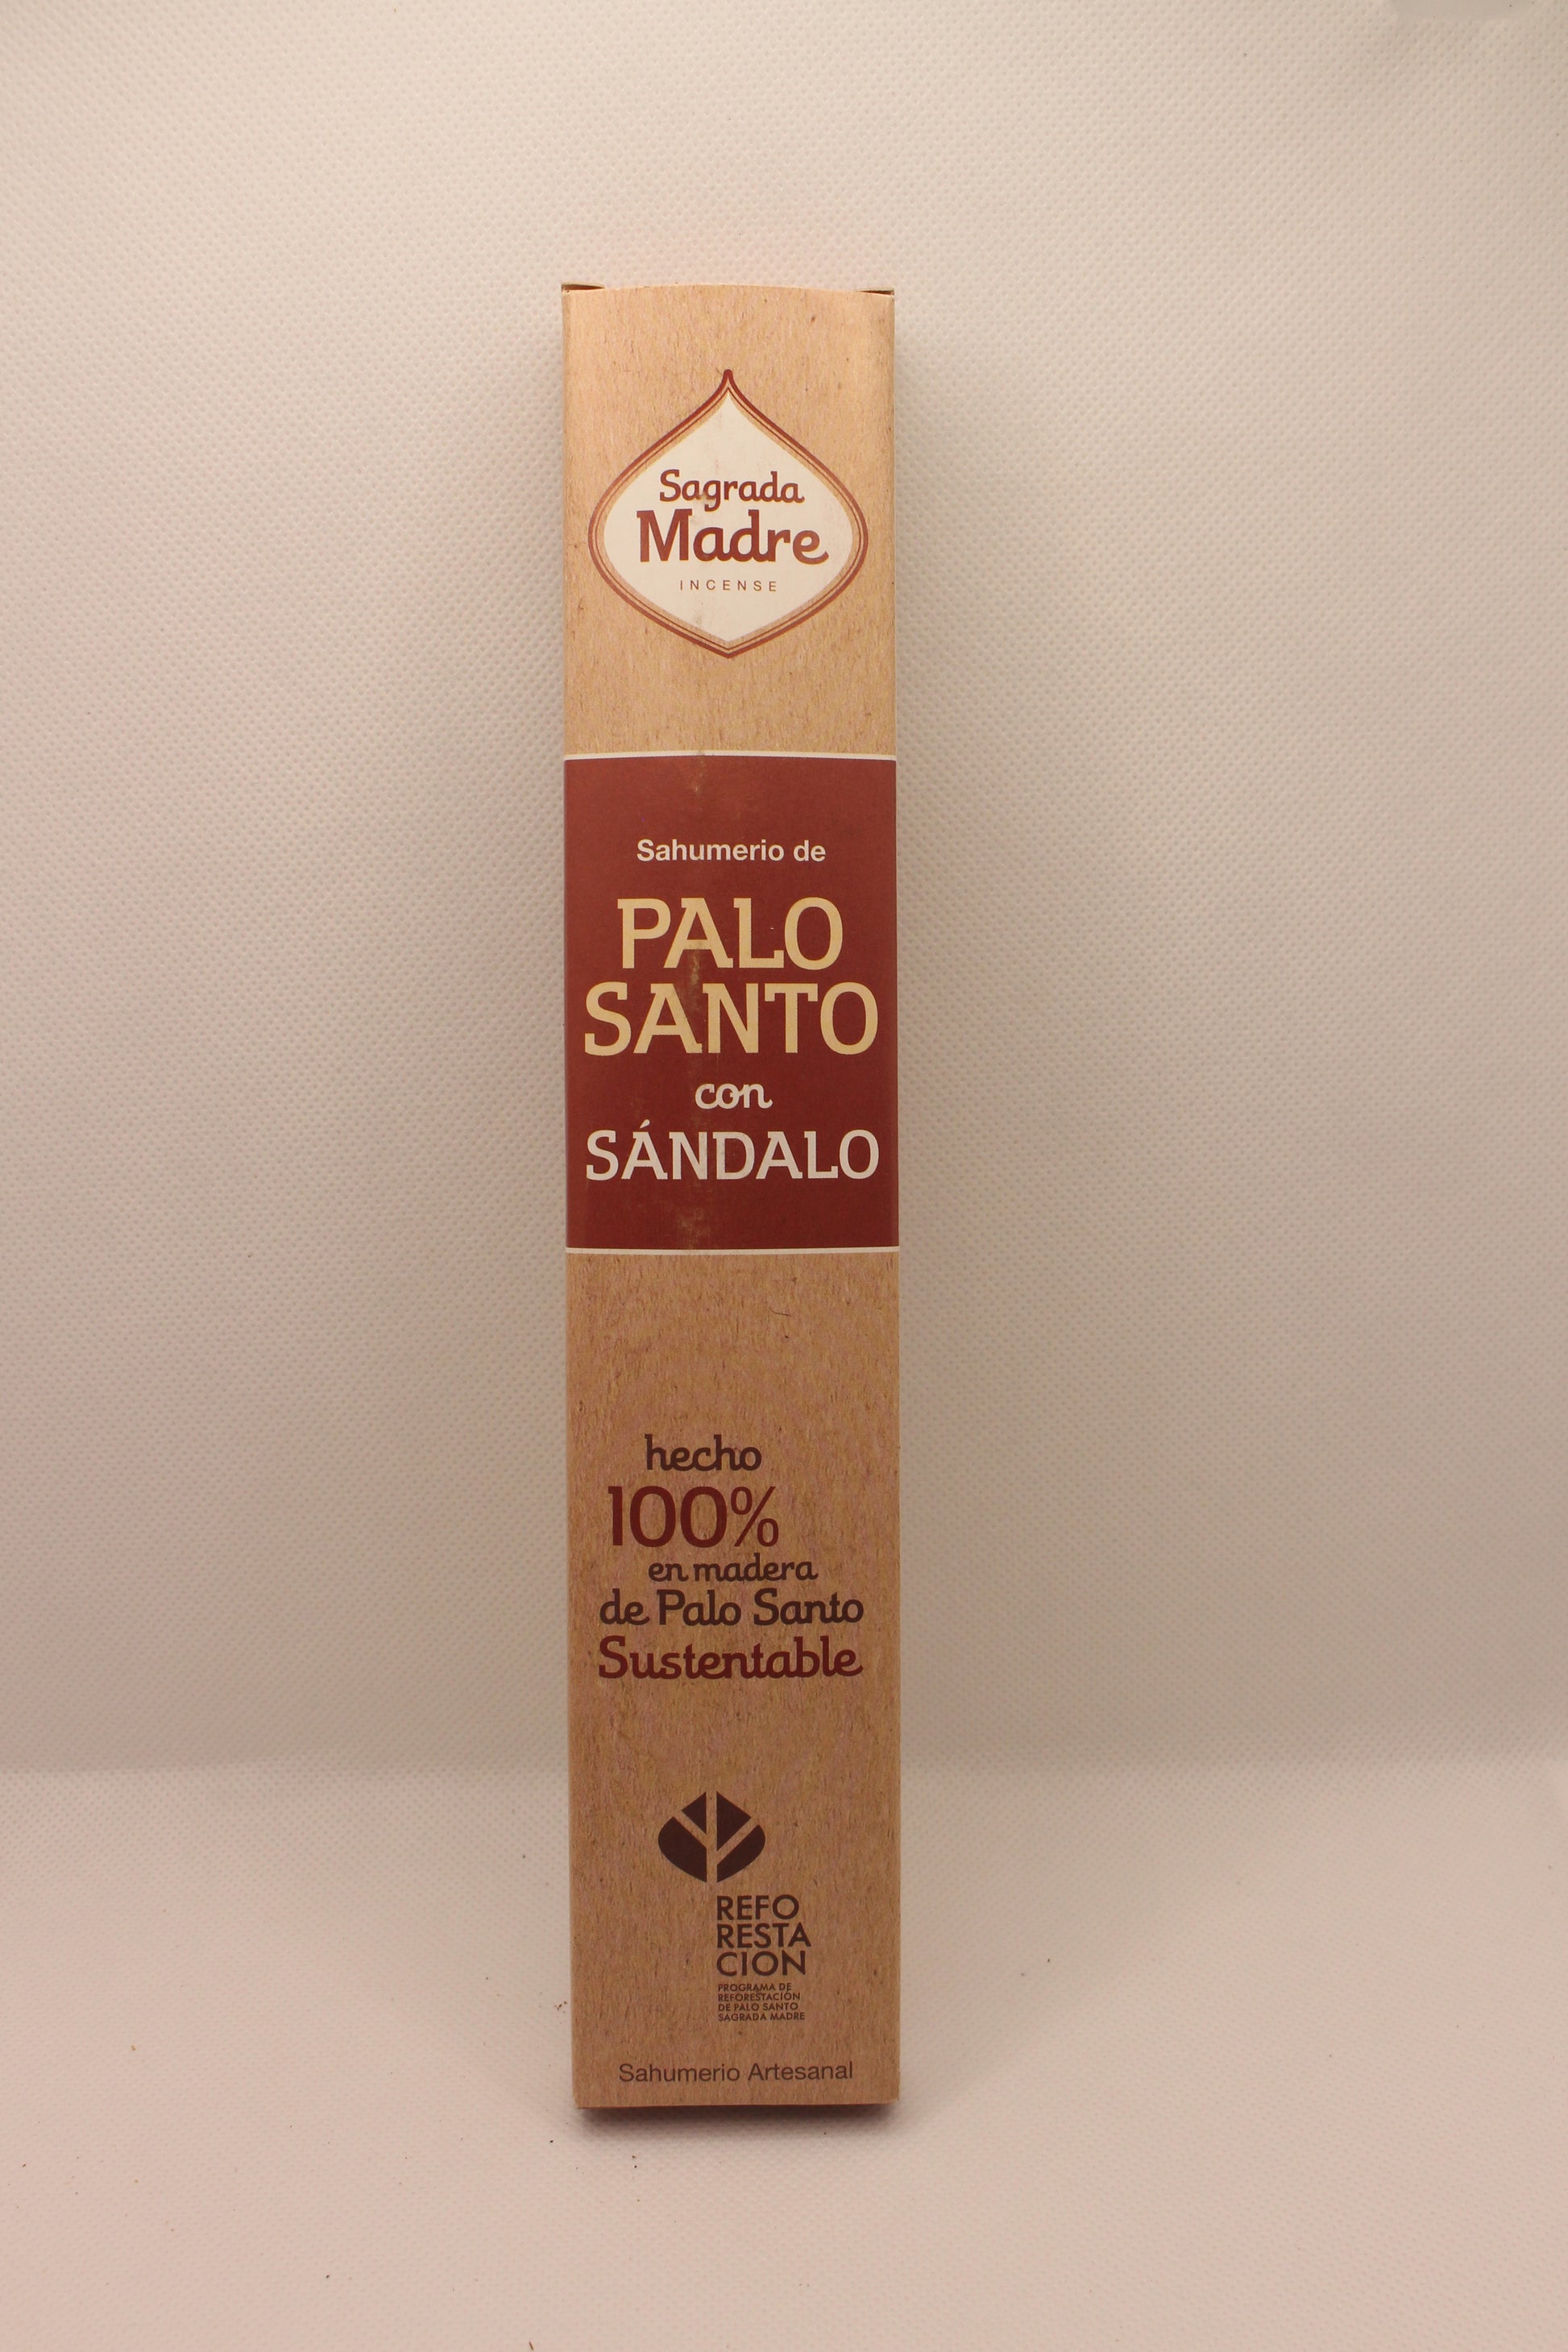 Sagrada
Madre
INCENSE
Sahumerio de
PALO
SANTO
con
SÁNDALO
hecho
100%
en madera
de Palo Santo
Sustentable
REFO
RESTA
CION
PROGRAMA DE
REFORESTACIÓN
DE PALO SANTO
SAGRADA MADRE
Sahumerio Artesanal